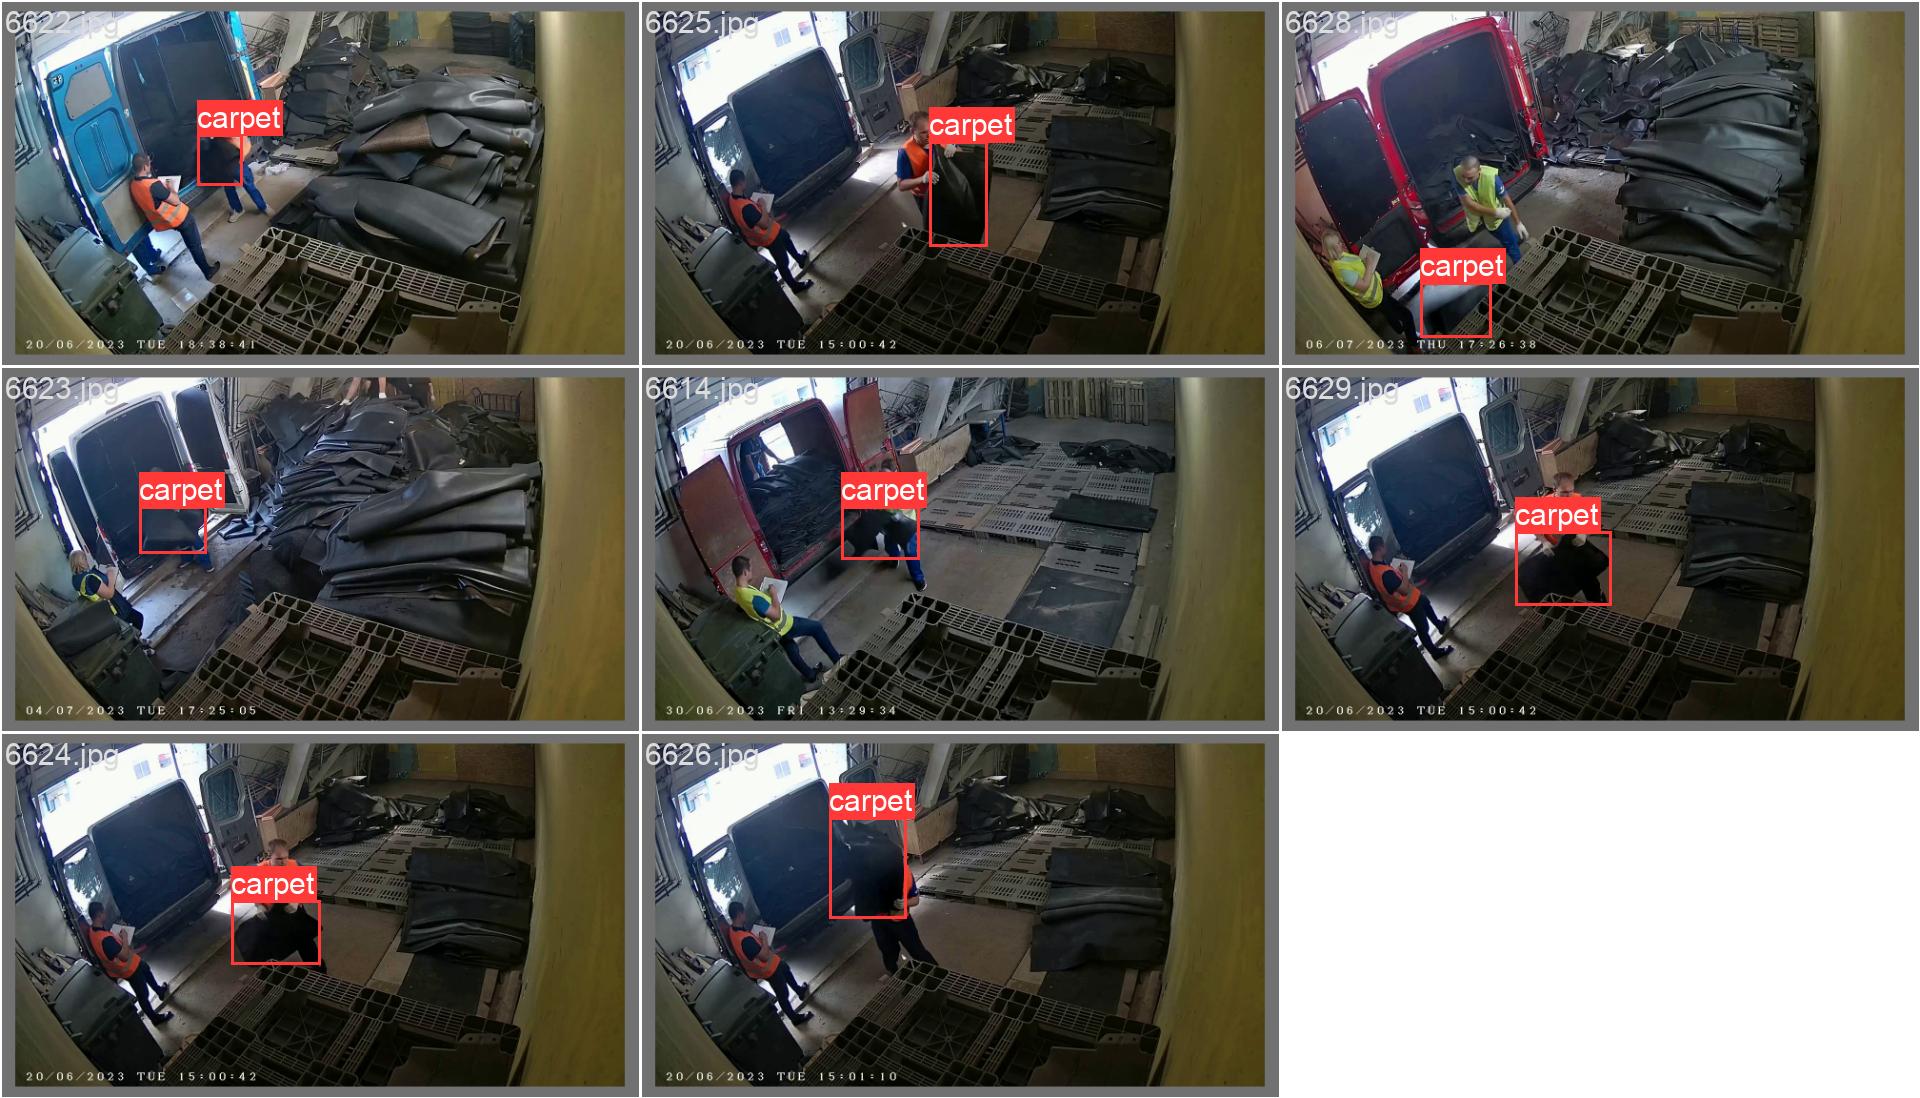 6622.jpg
carpet
20/06/2023 TUE 18:38:41
6625.jpg
carpet
20/06/2023 TUE 15:00:42
6628.jpg
carpet
06/07/2023 THU 17:26:38
6623.jpg
carpet
04/07/2023 TUE 17:25:05
6614.jpg
carpet
30/06/2023 FRI 13:29:34
6629.jpg
carpet
20/06/2023 TUE 15:00:42
6624.jpg
carpet
20/06/2023 TUE 15:00:42
6626.jpg
carpet
20/06/2023 TUE 15:01:10